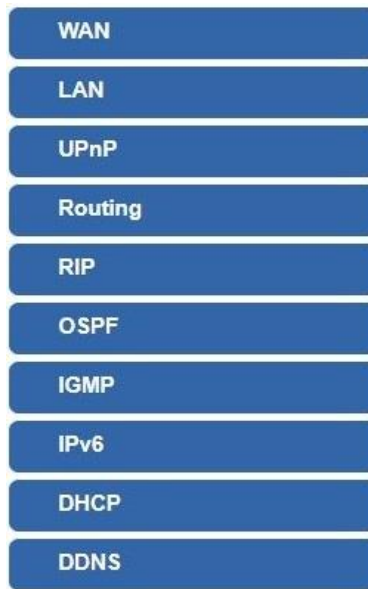 WAN
LAN
UPnP
Routing
RIP
OSPF
IGMP
IPv6
DHCP
DDNS